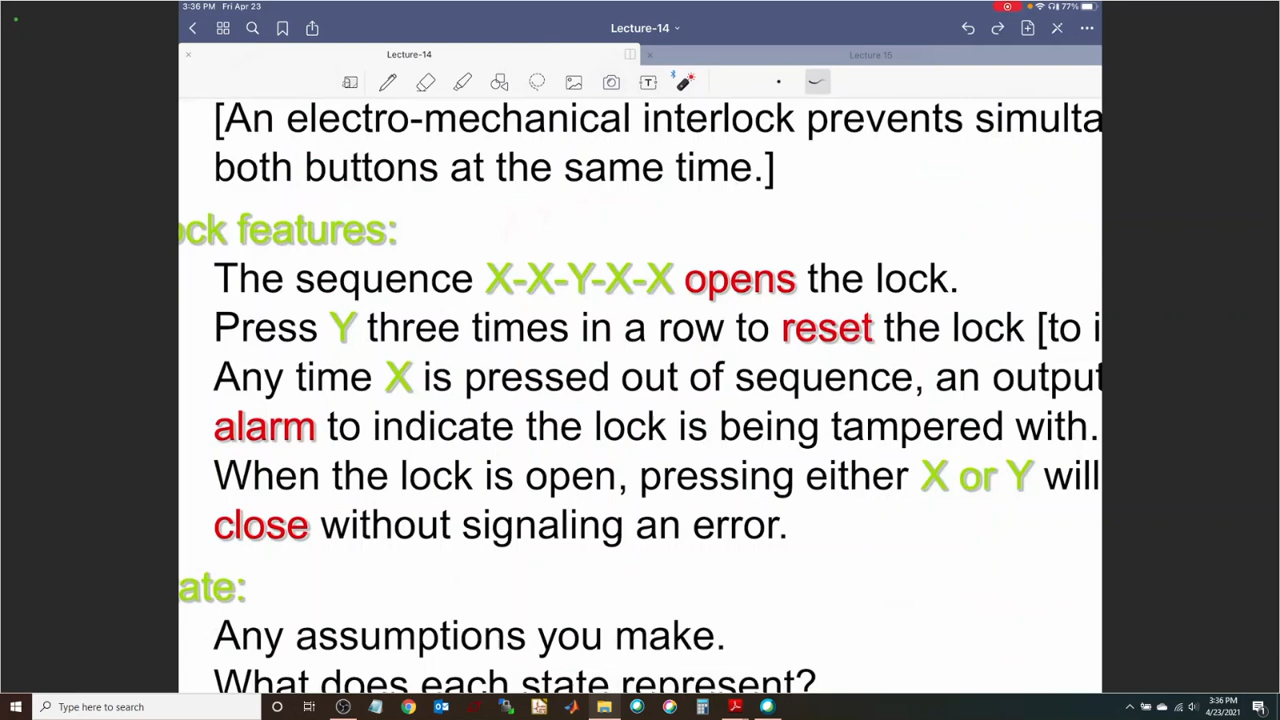 3:36 PM Fri Apr 23
77%
Lecture-14
Lecture-14
Lecture 15
[An electro-mechanical interlock prevents simulta
both buttons at the same time.]
ock features:
The sequence X-X-Y-X-X opens the lock.
Press Y three times in a row to reset the lock [to i
Any time X is pressed out of sequence, an output
alarm to indicate the lock is being tampered with.
When the lock is open, pressing either X or Y will
close without signaling an error.
ate:
Any assumptions you make.
What does each state represent?
Type here to search
3:36 PM
4/23/2021